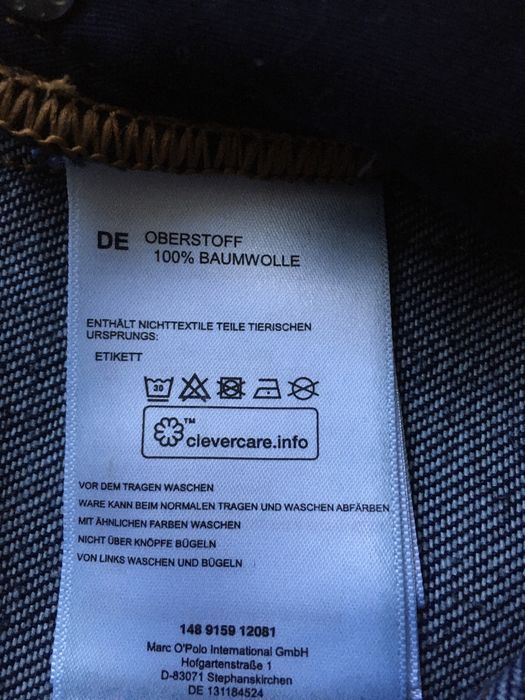 DE OBERSTOFF
100% BAUMWOLLE
ENTHÄLT NICHTTEXTILE TEILE TIERISCHEN
URSPRUNGS:
ETIKETT
30
™
clevercare.info
VOR DEM TRAGEN WASCHEN
WARE KANN BEIM NORMALEN TRAGEN UND WASCHEN ABFÄRBEN
MIT ÄHNLICHEN FARBEN WASCHEN
NICHT ÜBER KNÖPFE BÜGELN
VON LINKS WASCHEN UND BÜGELN
148 9159 12081
Marc O'Polo International GmbH
Hofgartenstraße 1
D-83071 Stephanskirchen
DE 131184524